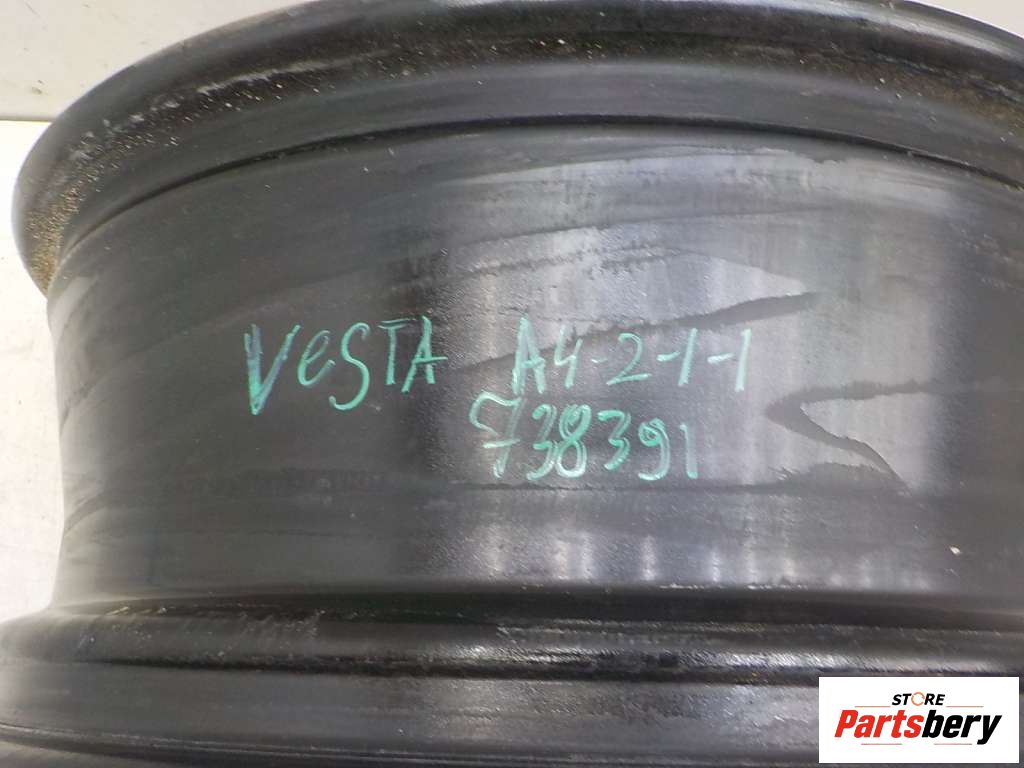 VeSTA A4-2-1-1
738391
STORE
Partsbery